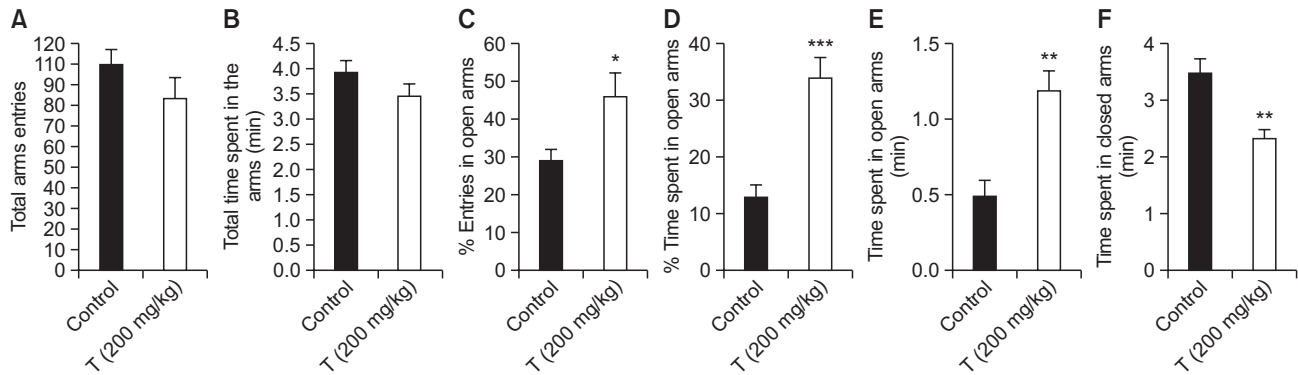 A
Total arms entries
120
110
100
90
80
70
60
50
40
30
20
10
0
Control
T (200 mg/kg)
B
Total time spent in the
arms (min)
4.5
4.0
3.5
3.0
2.5
2.0
1.5
1.0
0.5
0.0
Control
T (200 mg/kg)
C
% Entries in open arms
60
50
40
30
20
10
0
*
Control
T (200 mg/kg)
D
% Time spent in open arms
40
30
20
10
0
***
Control
T (200 mg/kg)
E
Time spent in open arms
(min)
1.5
1.0
0.5
0.0
**
Control
T (200 mg/kg)
F
Time spent in closed arms
(min)
4
3
2
1
0
**
Control
T (200 mg/kg)